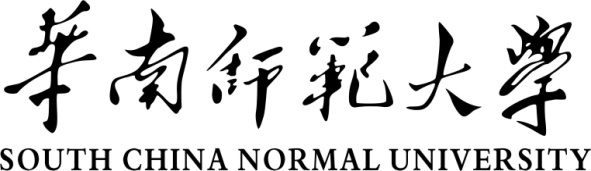 華南師範大學
SOUTH CHINA NORMAL UNIVERSITY